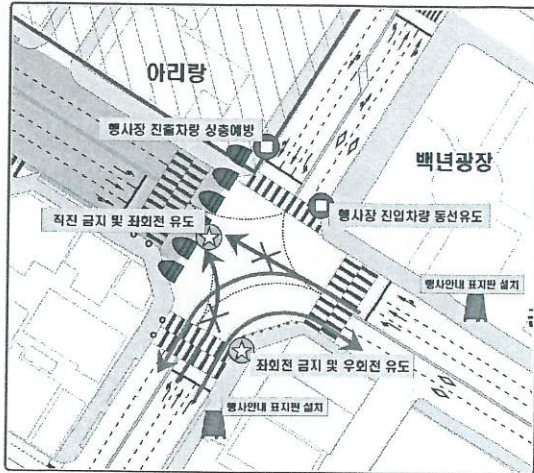 아리랑
행사장 진출차량 상충예방
백년광장
직진 금지 및 좌회전 유도
행사장 진입차량 동선유도
행사안내 표지판 설치
좌회전 금지 및 우회전 유도
행사안내 표지판 설치